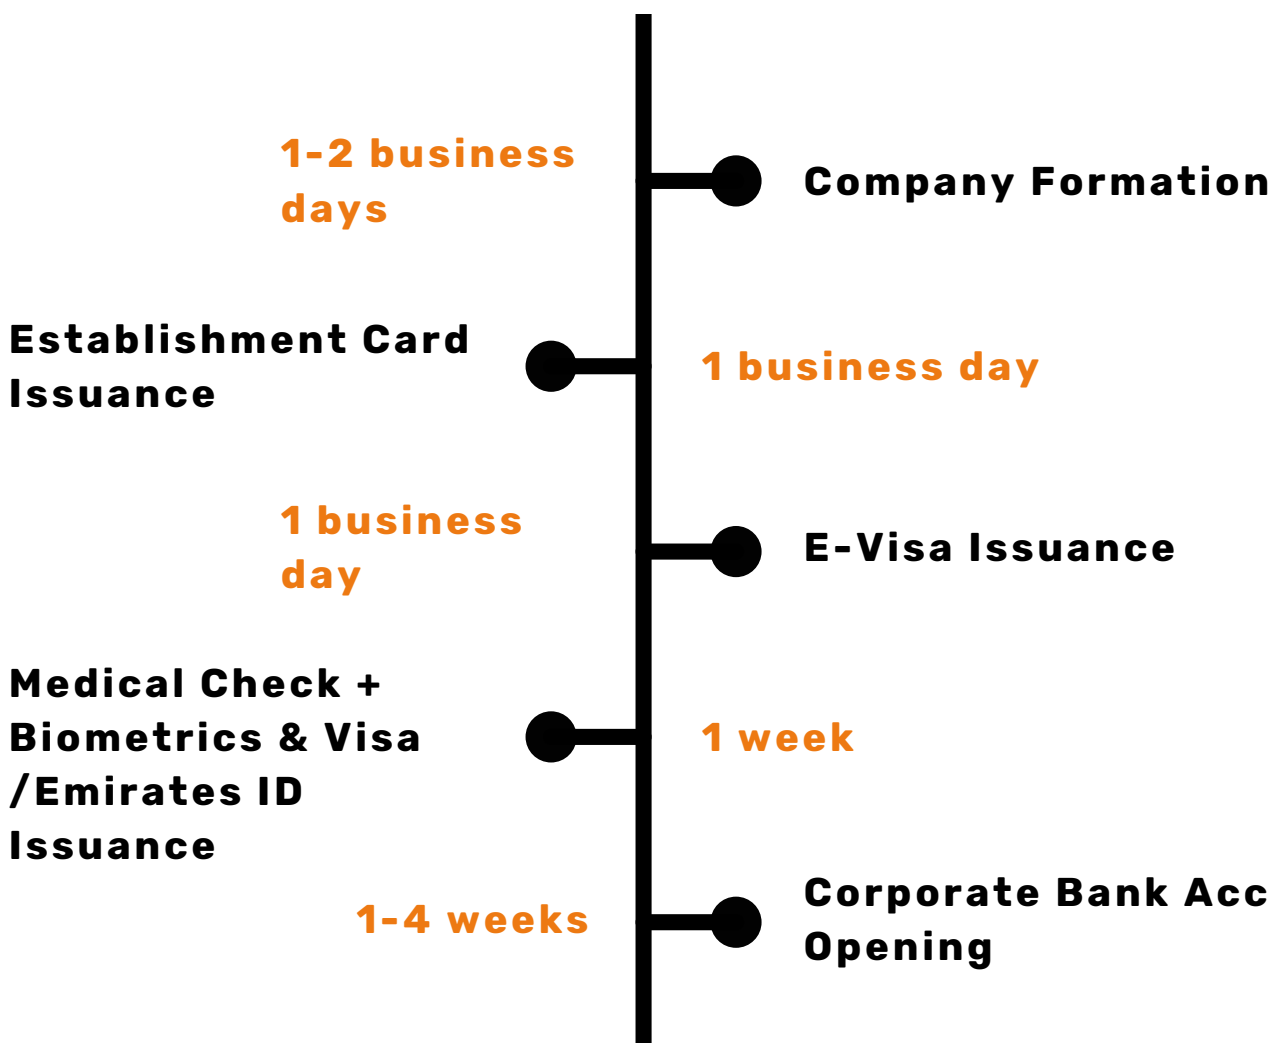 1-2 business
days
Company Formation
Establishment Card
Issuance
1 business day
1 business
day
E-Visa Issuance
Medical Check +
Biometrics & Visa
/Emirates ID
Issuance
1 week
1-4 weeks
Corporate Bank Acc
Opening